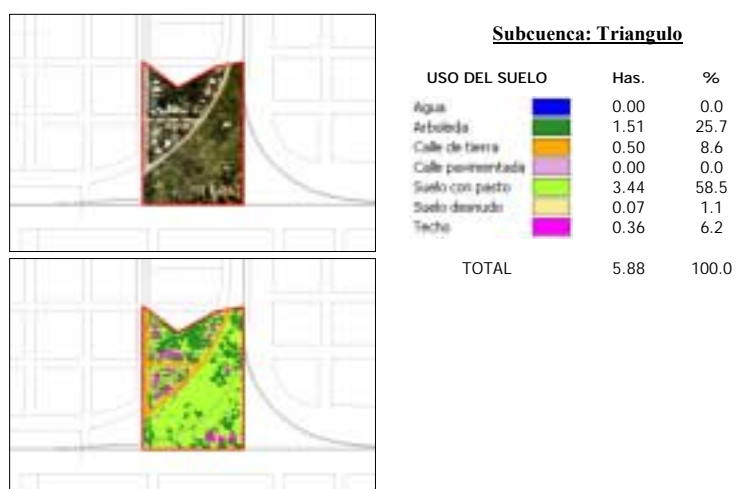 Subcuenca: Triangulo
USO DEL SUELO Has. %
Agua 0.00 0.0
Arboleda 1.51 25.7
Calle de tierra 0.50 8.6
Calle pavimentada 0.00 0.0
Suelo con pasto 3.44 58.5
Suelo desnudo 0.07 1.1
Techo 0.36 6.2
TOTAL 5.88 100.0